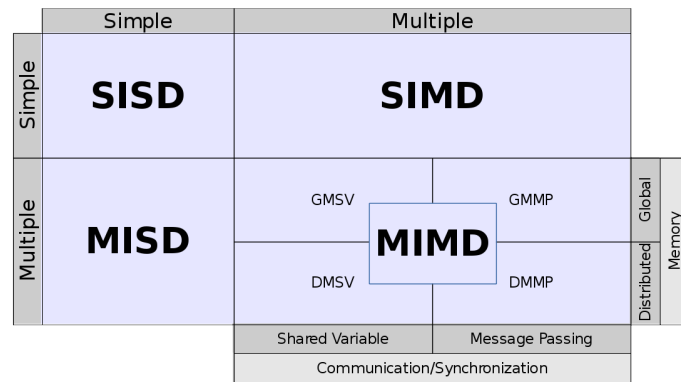 Simple Multiple
Simple
SISD SIMD
Multiple
MISD
GMSV GMMP
MIMD
DMSV DMMP
Global
Distributed
Memory
Shared Variable Message Passing
Communication/Synchronization